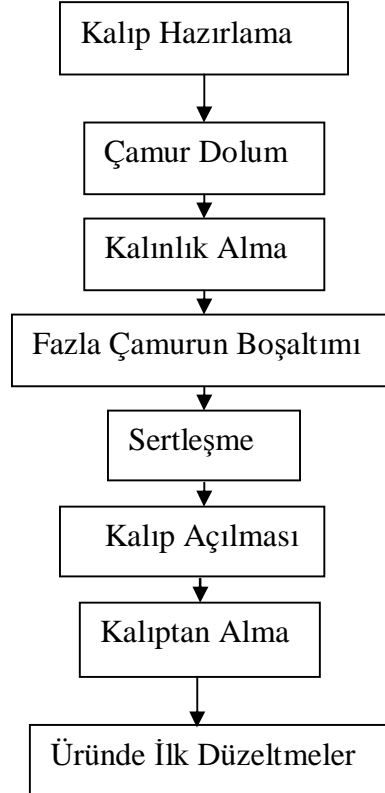 Kalıp Hazırlama
Çamur Dolum
Kalınlık Alma
Fazla Çamurun Boşaltımı
Sertleşme
Kalıp Açılması
Kalıptan Alma
Üründe İlk Düzeltmeler